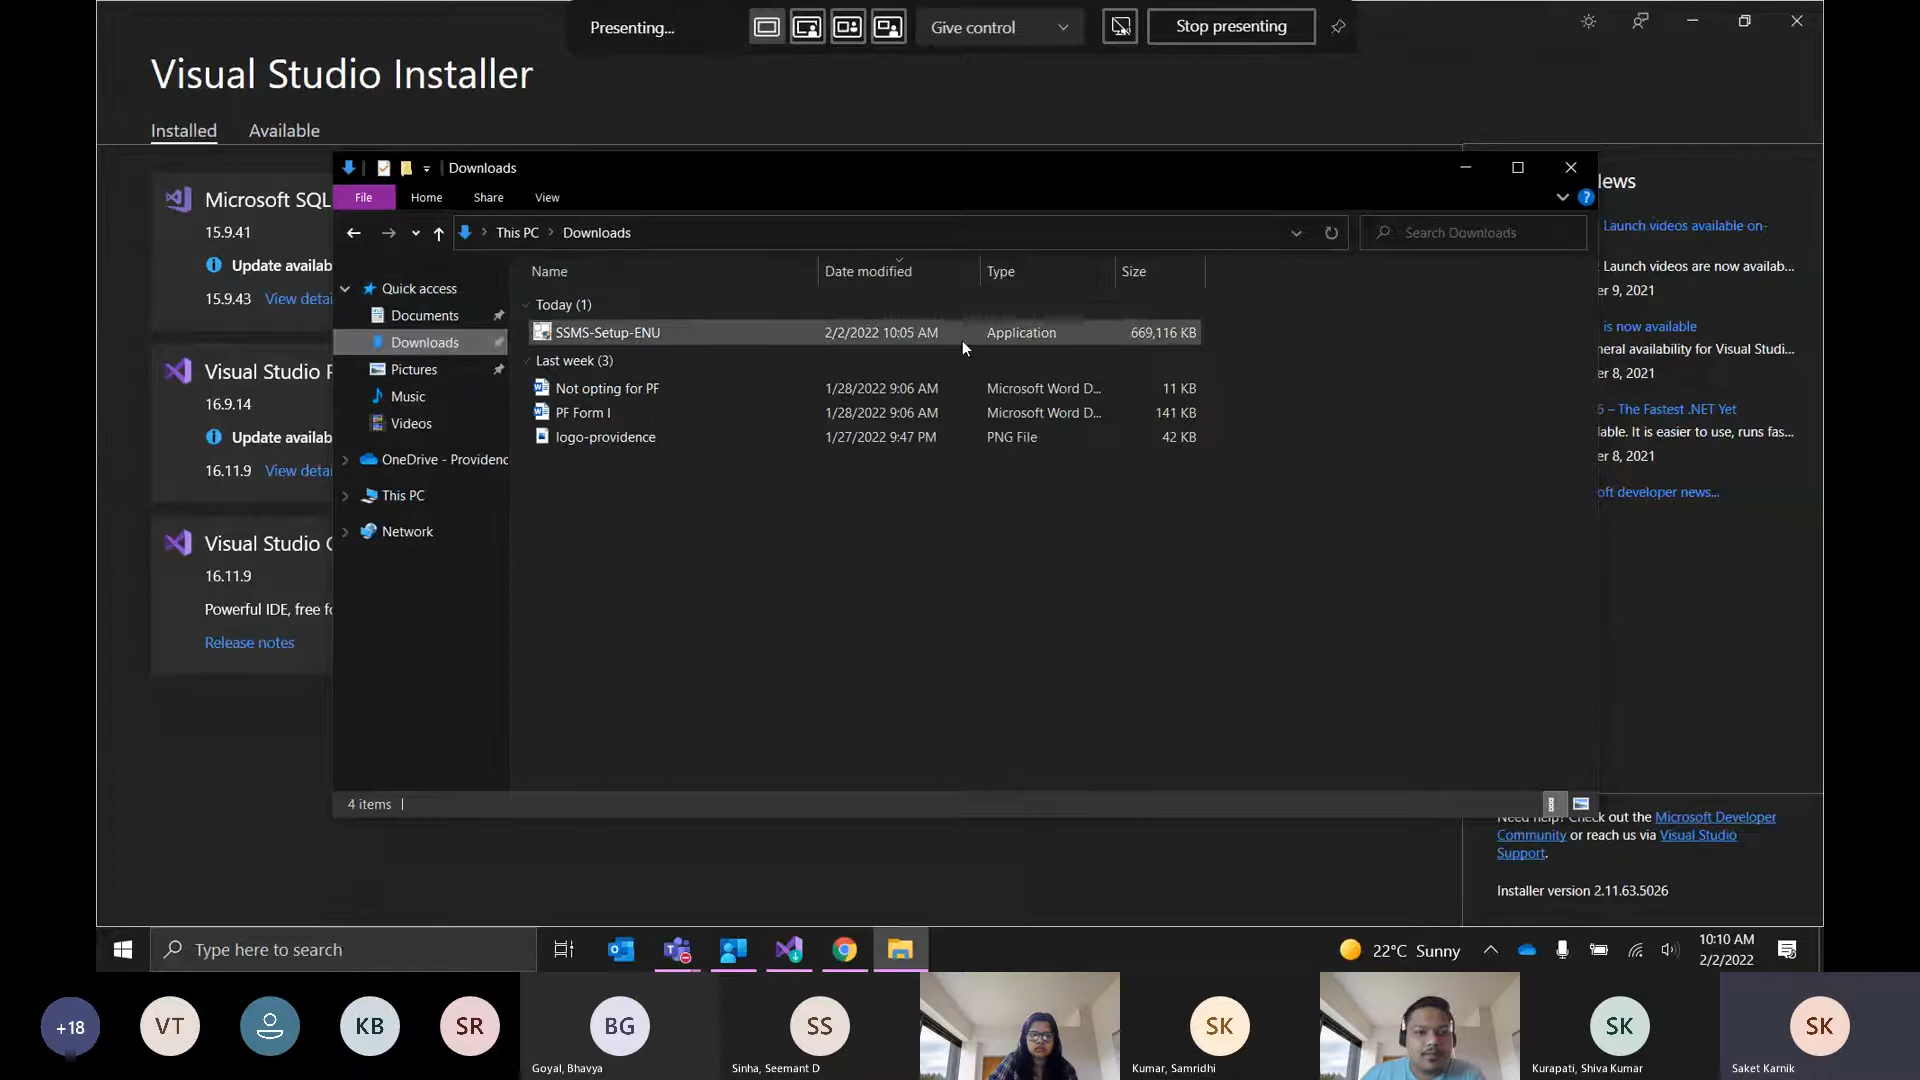 Presenting...
Give control
Stop presenting
Visual Studio Installer
Installed
Available
Microsoft SQL
15.9.41
Update availab
15.9.43 View detai
16.9.14
Update availab
16.11.9 View detai
16.11.9
Powerful IDE, free fo
Release notes
Downloads
File
Home
Share
View
This PC
Downloads
Search Downloads
Name
Date modified
Type
Size
Quick access
Documents
Downloads
Pictures
Music
Videos
OneDrive - Providenc
This PC
Network
Today (1)
SSMS-Setup-ENU 2/2/2022 10:05 AM Application 669,116 KB
Last week (3)
Not opting for PF 1/28/2022 9:06 AM Microsoft Word D... 11 KB
PF Form I 1/28/2022 9:06 AM Microsoft Word D... 141 KB
logo-providence 1/27/2022 9:47 PM PNG File 42 KB
4 items
ews
Launch videos available on-
Launch videos are now availab...
er 9, 2021
is now available
neral availability for Visual Studi...
er 8, 2021
6 – The Fastest .NET Yet
lable. It is easier to use, runs fas...
er 8, 2021
oft developer news...
Need help? Check out the Microsoft Developer
Community or reach us via Visual Studio
Support.
Installer version 2.11.63.5026
Type here to search
22°C Sunny
10:10 AM
2/2/2022
+18
VT
KB
SR
BG
Goyal, Bhavya
SS
Sinha, Seemant D
SK
Kumar, Samridhi
SK
Kurapati, Shiva Kumar
SK
Saket Karnik